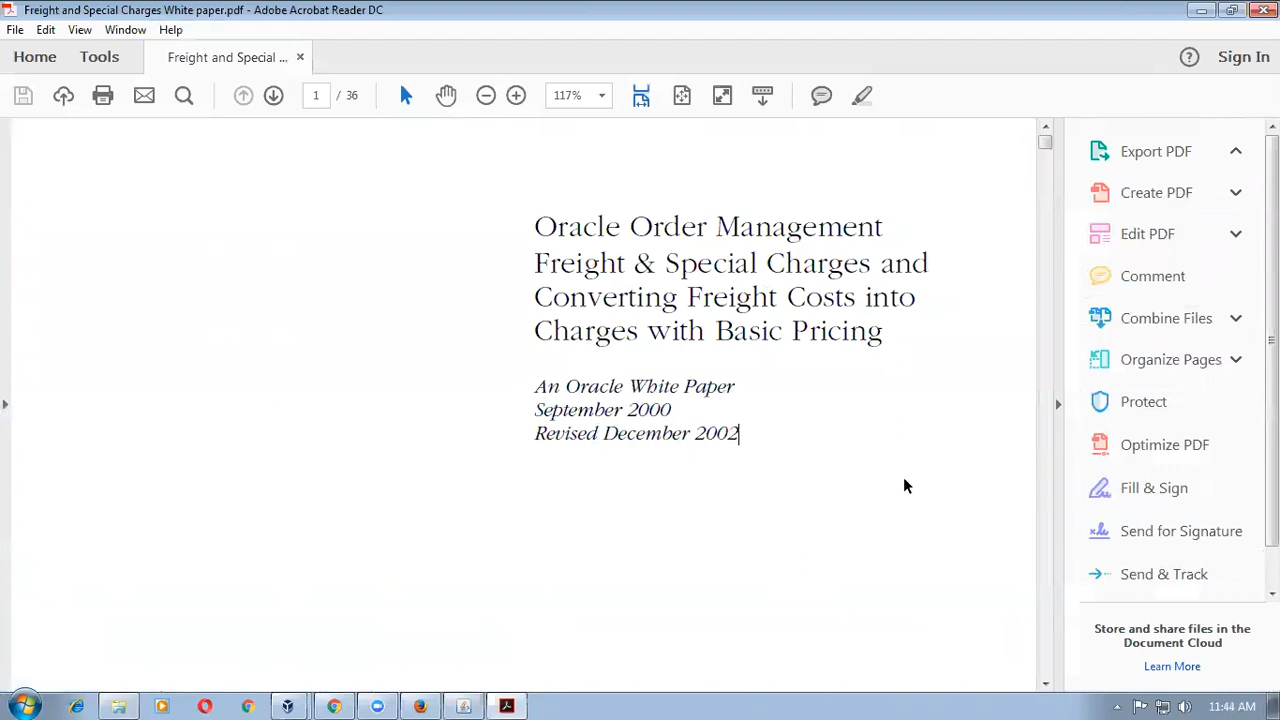 Freight and Special Charges White paper.pdf - Adobe Acrobat Reader DC
File Edit View Window Help
Home Tools Freight and Special ... × Sign In
1 / 36 117%
Oracle Order Management
Freight & Special Charges and
Converting Freight Costs into
Charges with Basic Pricing
An Oracle White Paper
September 2000
Revised December 2002
Export PDF
Create PDF
Edit PDF
Comment
Combine Files
Organize Pages
Protect
Optimize PDF
Fill & Sign
Send for Signature
Send & Track
Store and share files in the
Document Cloud
Learn More
11:44 AM